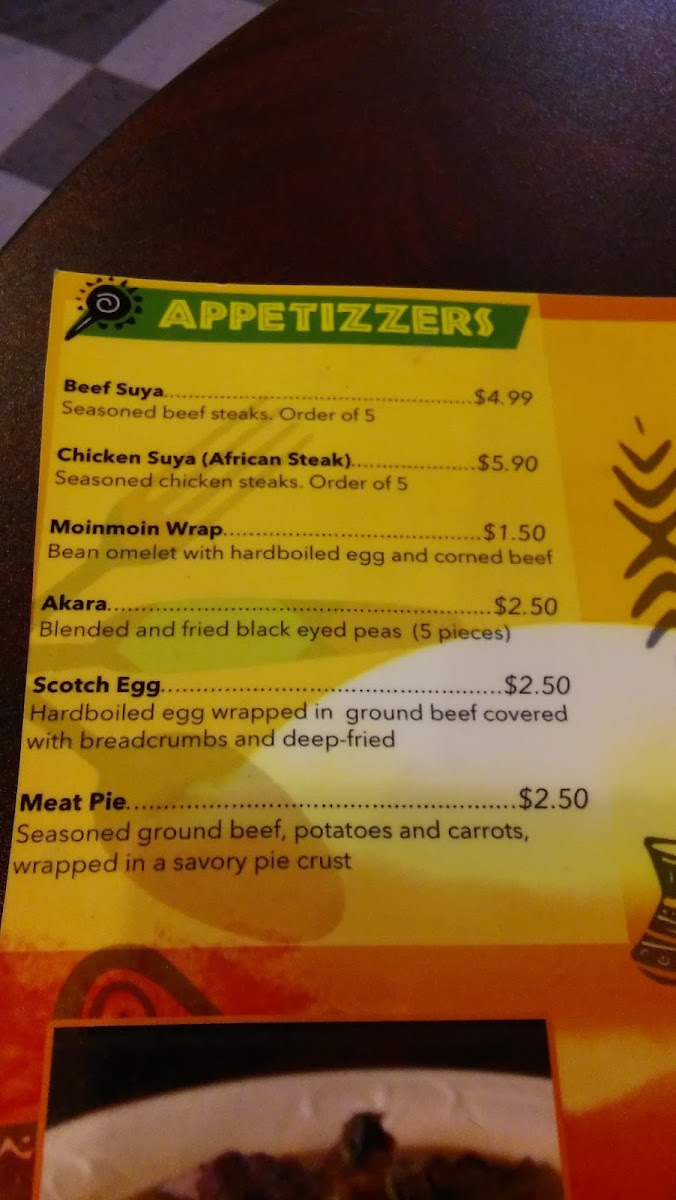 APPETIZZERS
Beef Suya.................................................$4.99
Seasoned beef steaks. Order of 5
Chicken Suya (African Steak)...................$5.90
Seasoned chicken steaks. Order of 5
Moinmoin Wrap.......................................$1.50
Bean omelet with hardboiled egg and corned beef
Akara.........................................................$2.50
Blended and fried black eyed peas (5 pieces)
Scotch Egg................................................$2.50
Hardboiled egg wrapped in ground beef covered
with breadcrumbs and deep-fried
Meat Pie....................................................$2.50
Seasoned ground beef, potatoes and carrots,
wrapped in a savory pie crust